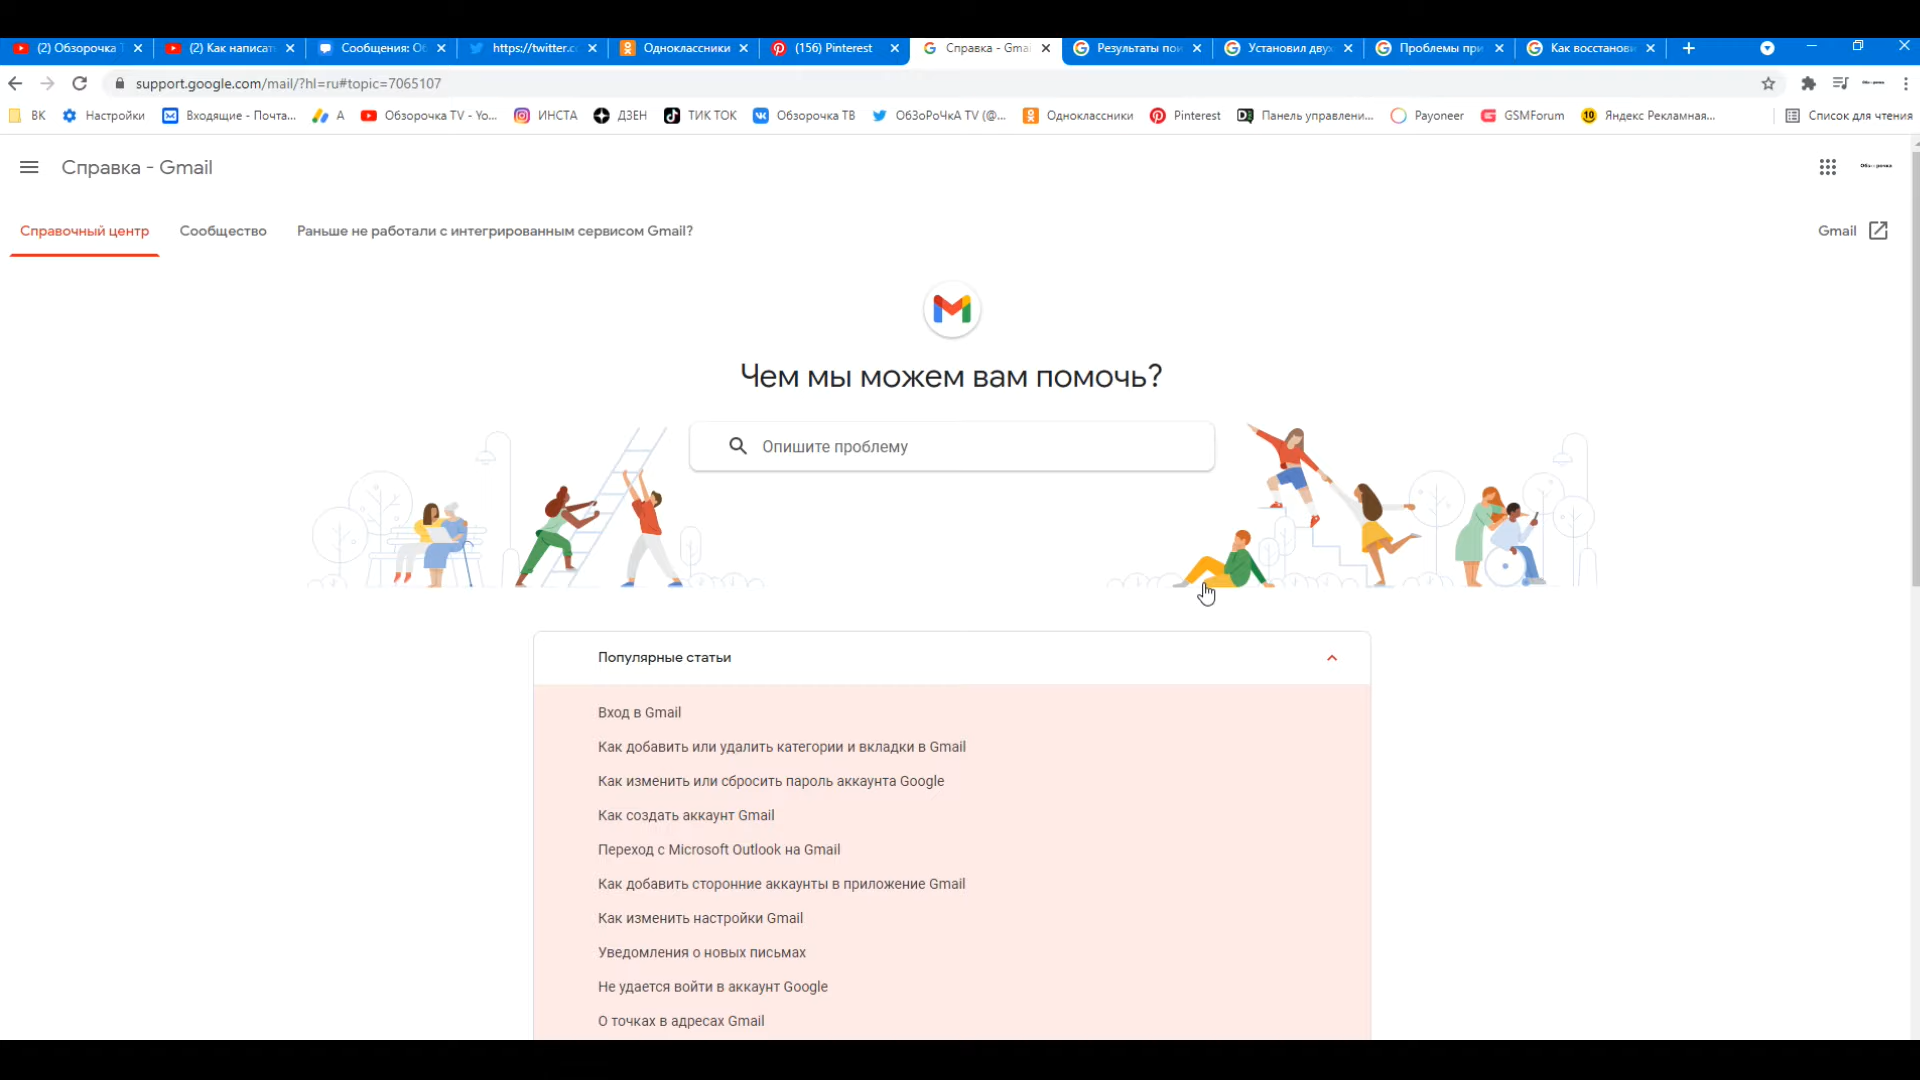 (2) Обзорочка T
(2) Как написат
Сообщения: О
https://twitter.c
Одноклассники
(156) Pinterest
Справка - Gmai
Результаты пои
Установил двух
Проблемы при
Как восстанови
support.google.com/mail/?hl=ru#topic=7065107
ВК
Настройки
Входящие - Почта...
А
Обзорочка TV - Yo...
ИНСТА
ДЗЕН
ТИК ТОК
Обзорочка ТВ
ОбЗоРоЧкА TV (@...
Одноклассники
Pinterest
Панель управлени...
Payoneer
GSMForum
Яндекс Рекламная...
Список для чтения
Справка - Gmail
Справочный центр
Сообщество
Раньше не работали с интегрированным сервисом Gmail?
Gmail
Чем мы можем вам помочь?
Опишите проблему
Популярные статьи
Вход в Gmail
Как добавить или удалить категории и вкладки в Gmail
Как изменить или сбросить пароль аккаунта Google
Как создать аккаунт Gmail
Переход с Microsoft Outlook на Gmail
Как добавить сторонние аккаунты в приложение Gmail
Как изменить настройки Gmail
Уведомления о новых письмах
Не удается войти в аккаунт Google
О точках в адресах Gmail